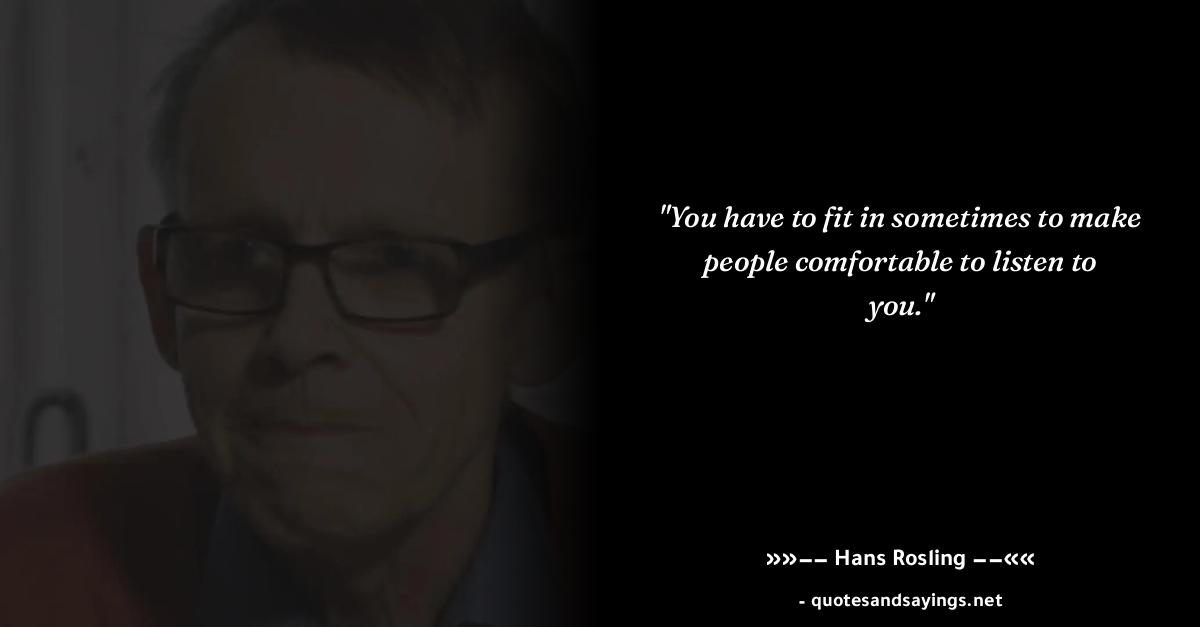 "You have to fit in sometimes to make
people comfortable to listen to
you."
»»−− Hans Rosling −−««
- quotesandsayings.net